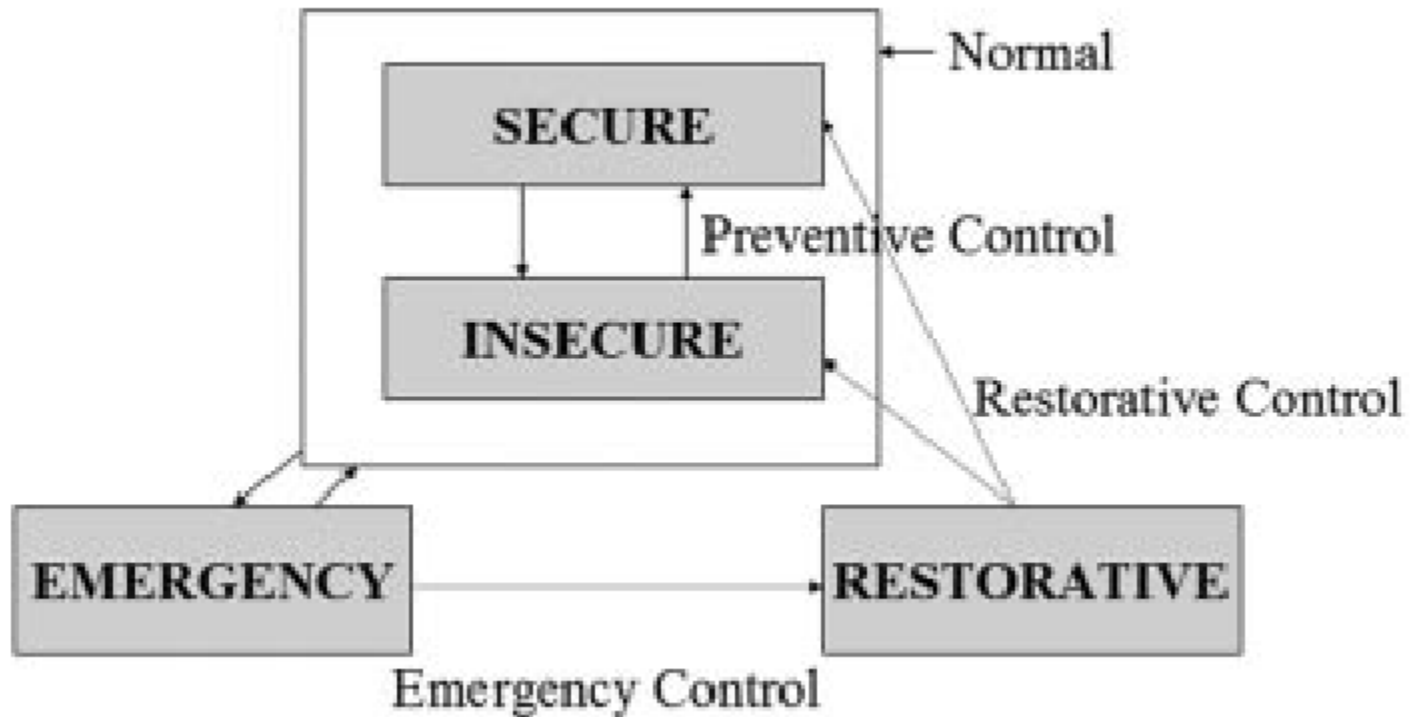 Normal
SECURE
Preventive Control
INSECURE
Restorative Control
EMERGENCY
RESTORATIVE
Emergency Control